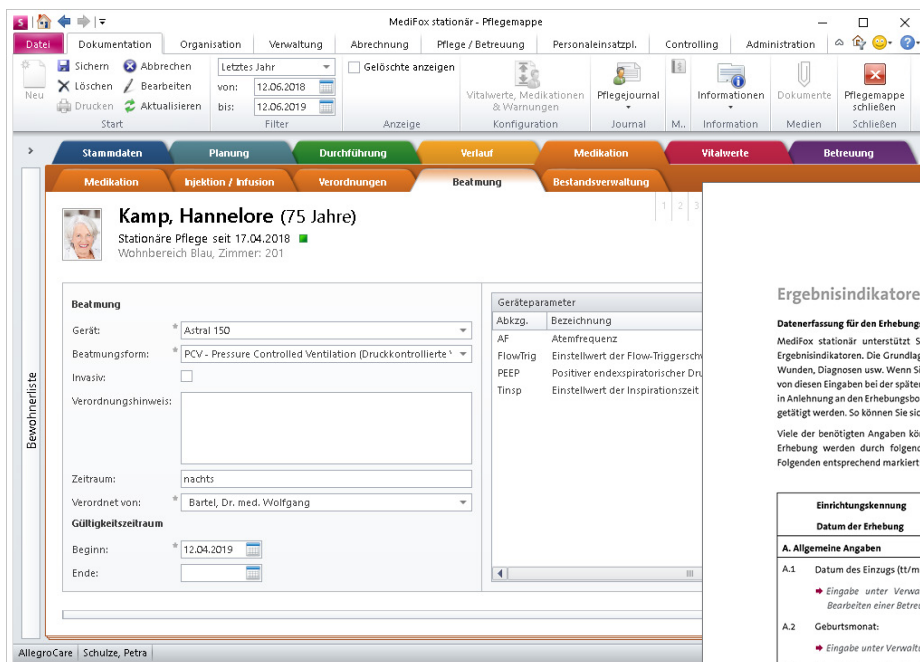 MediFox stationär - Pflegemappe
Datei Dokumentation Organisation Verwaltung Abrechnung Pflege / Betreuung Personaleinsatzpl. Controlling Administration
Neu
Sichern Abbrechen
Löschen Bearbeiten
Drucken Aktualisieren
Start
Letztes Jahr
von: 12.06.2018
bis: 12.06.2019
Filter
Gelöschte anzeigen
Anzeige
Vitalwerte, Medikationen
& Warnungen
Konfiguration
Pflegejournal
Journal
M..
Informationen
Information
Dokumente
Medien
Pflegemappe
schließen
Schließen
Stammdaten Planung Durchführung Verlauf Medikation Vitalwerte Betreuung
Medikation Injektion / Infusion Verordnungen Beatmung Bestandsverwaltung
Bewohnerliste
Kamp, Hannelore (75 Jahre)
Stationäre Pflege seit 17.04.2018
Wohnbereich Blau, Zimmer: 201
1 2 3
Beatmung
Gerät: * Astral 150
Beatmungsform: * PCV - Pressure Controlled Ventilation (Druckkontrollierte
Invasiv:
Verordnungshinweis:
Zeitraum: nachts
Verordnet von: * Bartel, Dr. med. Wolfgang
Gültigkeitszeitraum
Beginn: * 12.04.2019
Ende:
Geräteparameter
Abkzg. Bezeichnung
AF Atemfrequenz
FlowTrig Einstellwert der Flow-Triggersch
PEEP Positiver endexspiratorischer Dru
Tinsp Einstellwert der Inspirationszeit
AllegroCare Schulze, Petra
Ergebnisindikatore
Datenerfassung für den Erhebungs
MediFox stationär unterstützt S
Ergebnisindikatoren. Die Grundlag
Wunden, Diagnosen usw. Wenn Si
von diesen Eingaben bei der späte
in Anlehnung an den Erhebungsbo
getätigt werden. So können Sie sic
Viele der benötigten Angaben kön
Erhebung werden durch folgend
Folgenden entsprechend markiert
Einrichtungskennung
Datum der Erhebung
A. Allgemeine Angaben
A.1 Datum des Einzugs (tt/m
Eingabe unter Verwa
Bearbeiten einer Betreu
A.2 Geburtsmonat:
Eingabe unter Verwaltu